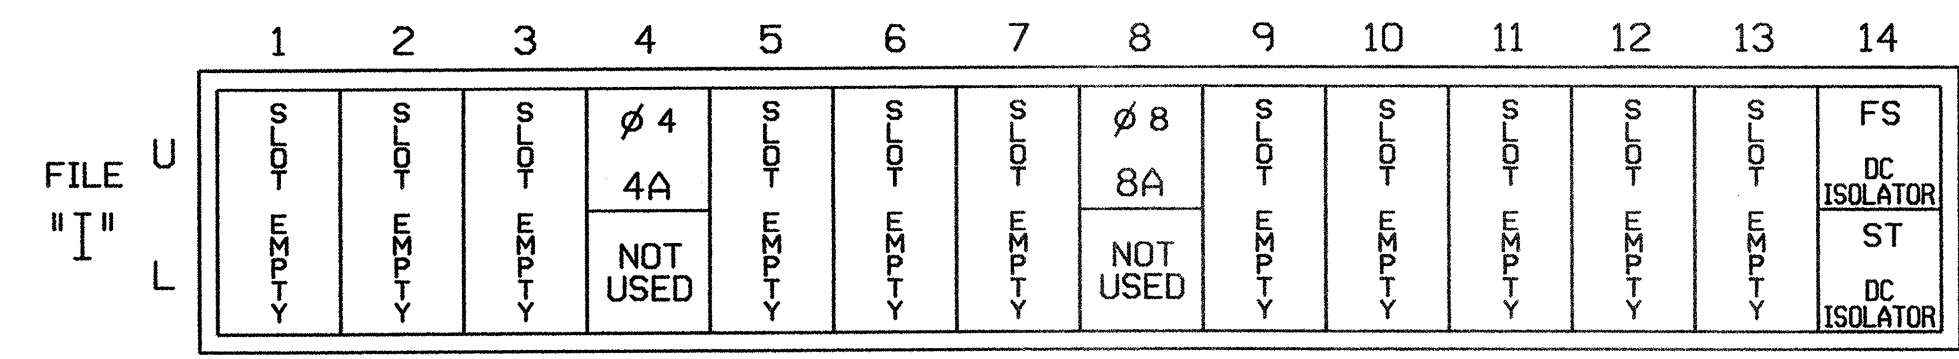 1 2 3 4 5 6 7 8 9 10 11 12 13 14
FILE "I"
U
L
SLOT EMPTY
SLOT EMPTY
SLOT EMPTY
Ø 4
4A
NOT
USED
SLOT EMPTY
SLOT EMPTY
SLOT EMPTY
Ø 8
8A
NOT
USED
SLOT EMPTY
SLOT EMPTY
SLOT EMPTY
SLOT EMPTY
SLOT EMPTY
FS
DC
ISOLATOR
ST
DC
ISOLATOR